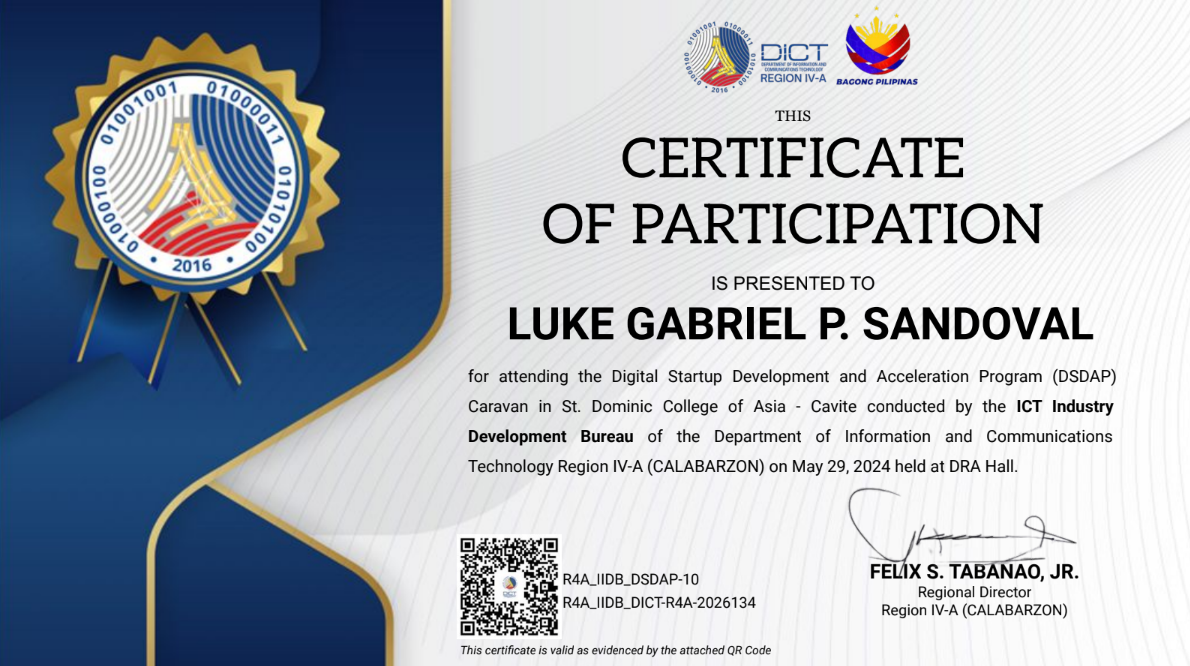 01001001 01000011 01010100 01000100 • 2016 •
01001001 01000011 01010100 01000100 • 2016 •
DICT
DEPARTMENT OF INFORMATION AND
COMMUNICATIONS TECHNOLOGY
REGION IV-A
BAGONG PILIPINAS
THIS
CERTIFICATE
OF PARTICIPATION
IS PRESENTED TO
LUKE GABRIEL P. SANDOVAL
for attending the Digital Startup Development and Acceleration Program (DSDAP)
Caravan in St. Dominic College of Asia - Cavite conducted by the ICT Industry
Development Bureau of the Department of Information and Communications
Technology Region IV-A (CALABARZON) on May 29, 2024 held at DRA Hall.
FELIX S. TABANAO, JR.
Regional Director
Region IV-A (CALABARZON)
DICT
R4A_IIDB_DSDAP-10
R4A_IIDB_DICT-R4A-2026134
This certificate is valid as evidenced by the attached QR Code